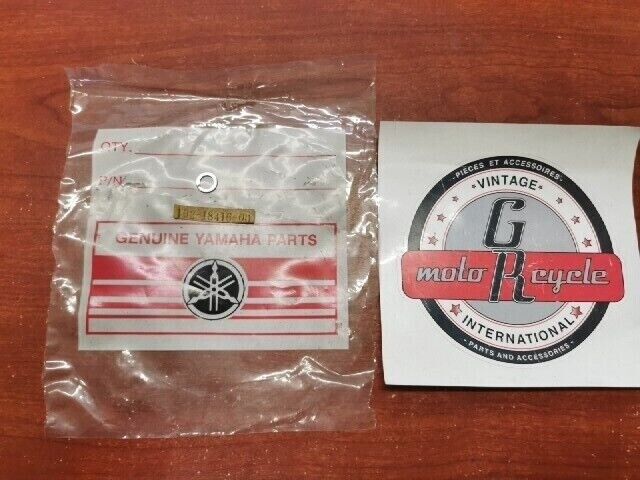 QTY.
P/N.
GENUINE YAMAHA PARTS
- PIECES ET ACCESSOIRES -
- VINTAGE -
G
moto R cycle
INTERNATIONAL
- PARTS AND ACCESSORIES -